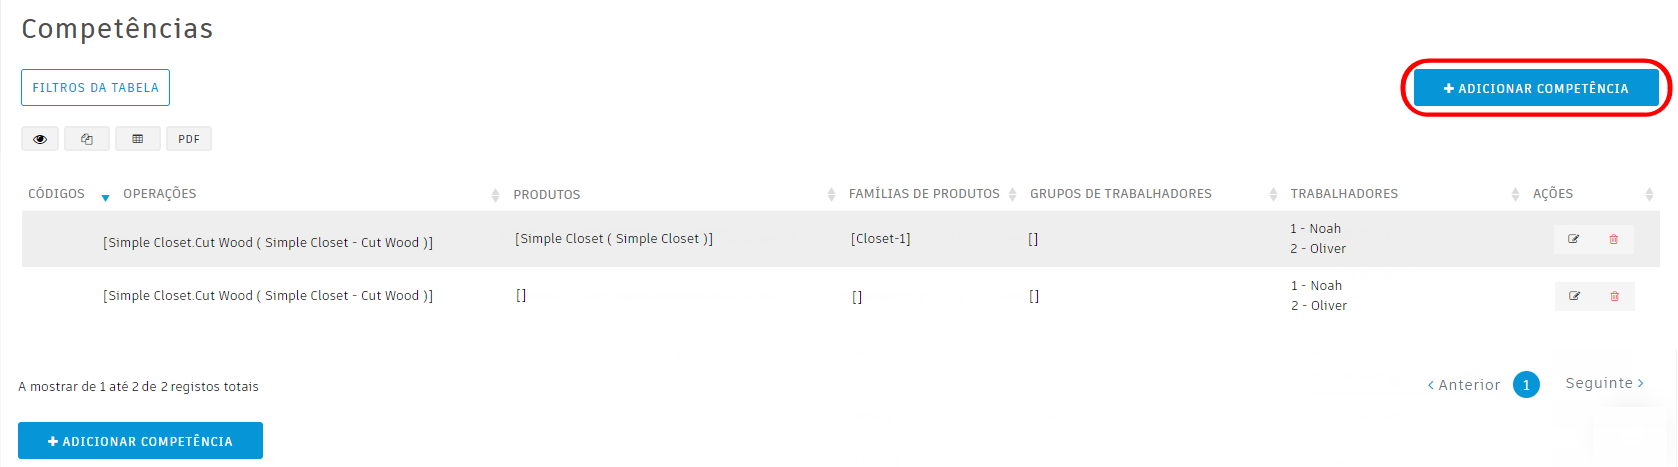 Competências
FILTROS DA TABELA
ADICIONAR COMPETÊNCIA
PDF
CÓDIGOS OPERAÇÕES PRODUTOS FAMÍLIAS DE PRODUTOS GRUPOS DE TRABALHADORES TRABALHADORES AÇÕES
[Simple Closet.Cut Wood ( Simple Closet - Cut Wood )] [Simple Closet ( Simple Closet )] [Closet-1] [] 1 - Noah
2 - Oliver
[Simple Closet.Cut Wood ( Simple Closet - Cut Wood )] [] [] [] 1 - Noah
2 - Oliver
A mostrar de 1 até 2 de 2 registos totais
Anterior 1 Seguinte
ADICIONAR COMPETÊNCIA